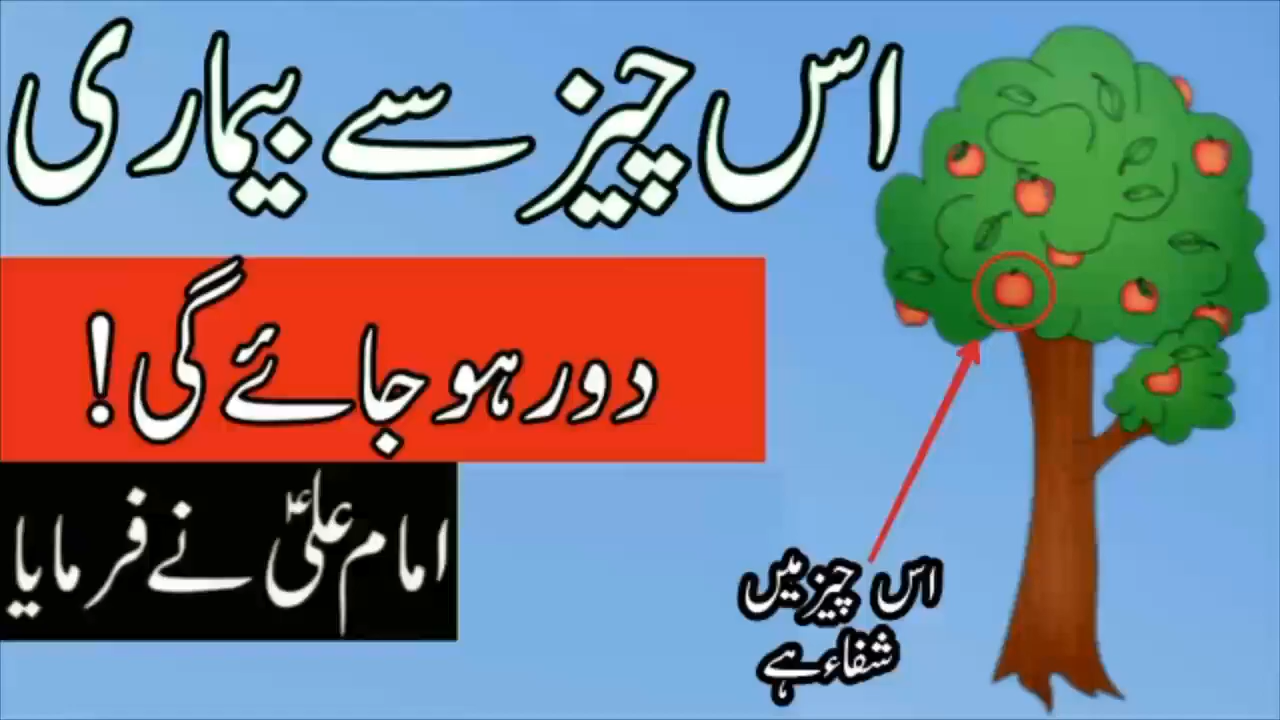 اس چیز سے بیماری
دور ہو جائے گی!
امام علیؑ نے فرمایا
اس چیز میں
شفاء ہے